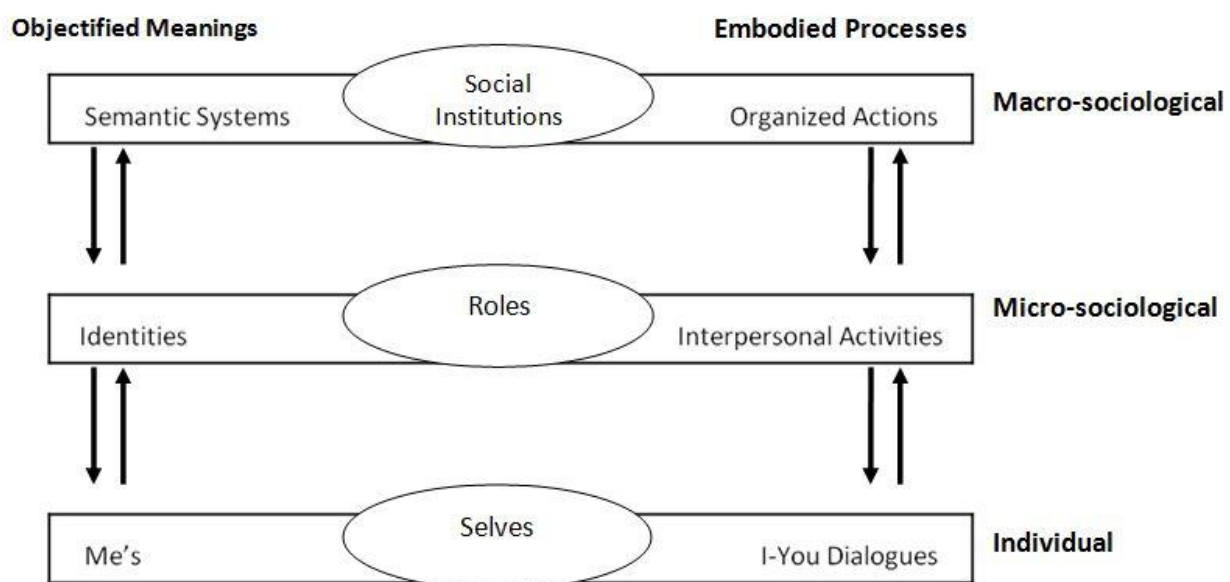 Objectified Meanings
Embodied Processes
Social
Institutions
Semantic Systems
Organized Actions
Macro-sociological
Roles
Identities
Interpersonal Activities
Micro-sociological
Selves
Me's
I-You Dialogues
Individual